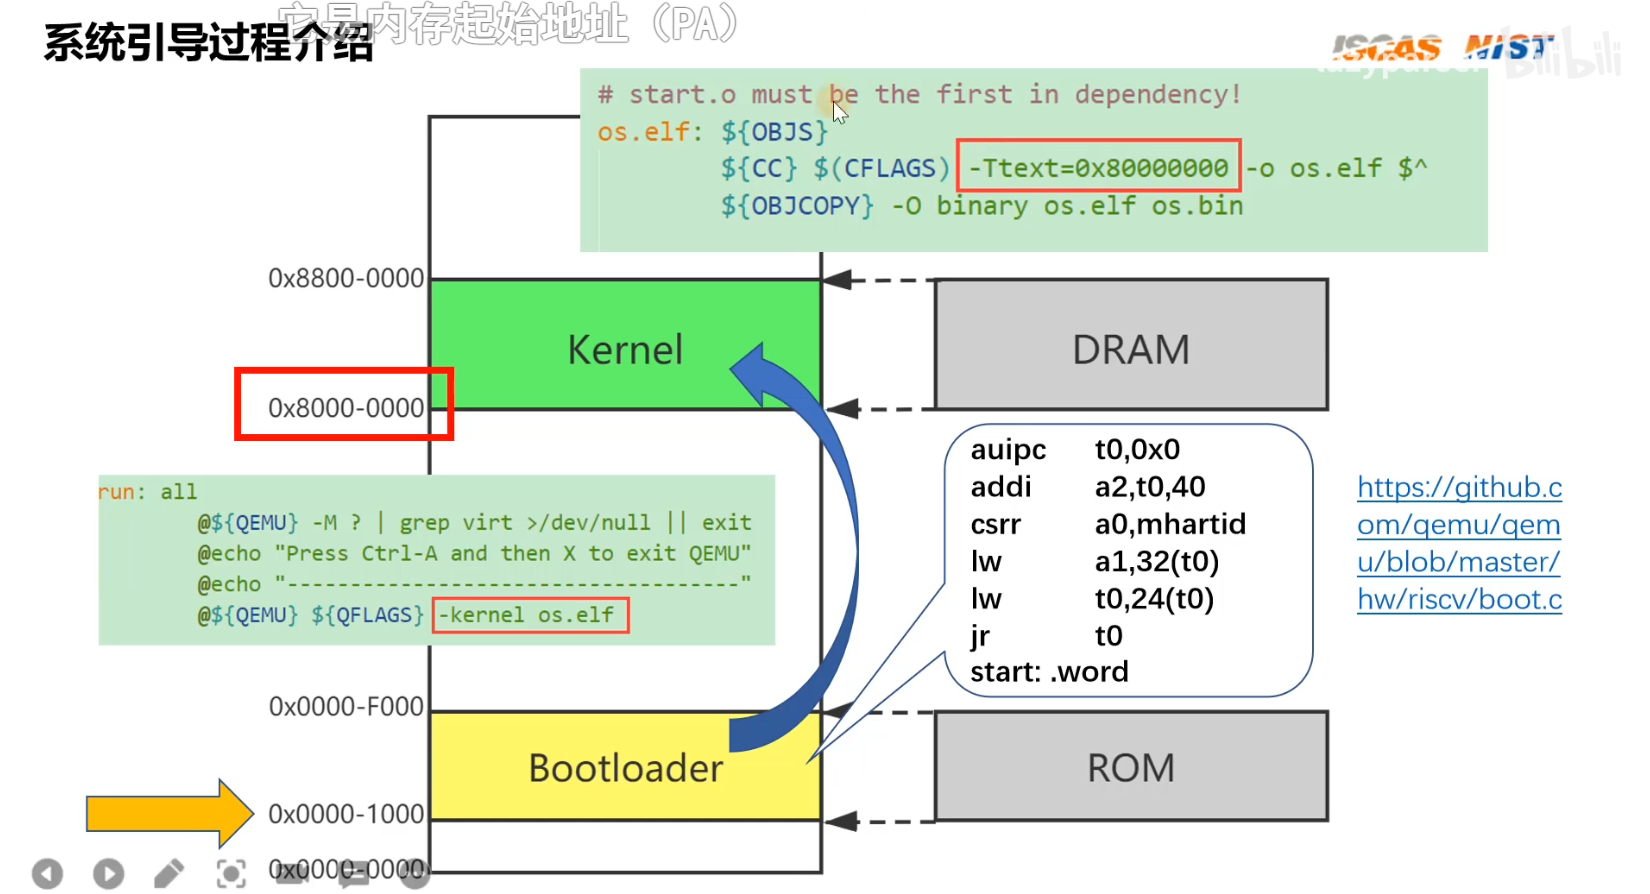 它是内存起始地址（PA）
系统引导过程介绍
ISCAS NIST
bilibili
# start.o must be the first in dependency!
os.elf: ${OBJS}
${CC} $(CFLAGS) -Ttext=0x80000000 -o os.elf $^
${OBJCOPY} -O binary os.elf os.bin
0x8800-0000
Kernel
DRAM
0x8000-0000
auipc t0,0x0
addi a2,t0,40
csrr a0,mhartid
lw a1,32(t0)
lw t0,24(t0)
jr t0
start: .word
https://github.c
om/qemu/qem
u/blob/master/
hw/riscv/boot.c
run: all
@${QEMU} -M ? | grep virt >/dev/null || exit
@echo "Press Ctrl-A and then X to exit QEMU"
@echo "------------------------------------"
@${QEMU} ${QFLAGS} -kernel os.elf
0x0000-F000
Bootloader
ROM
0x0000-1000
0x0000-0000